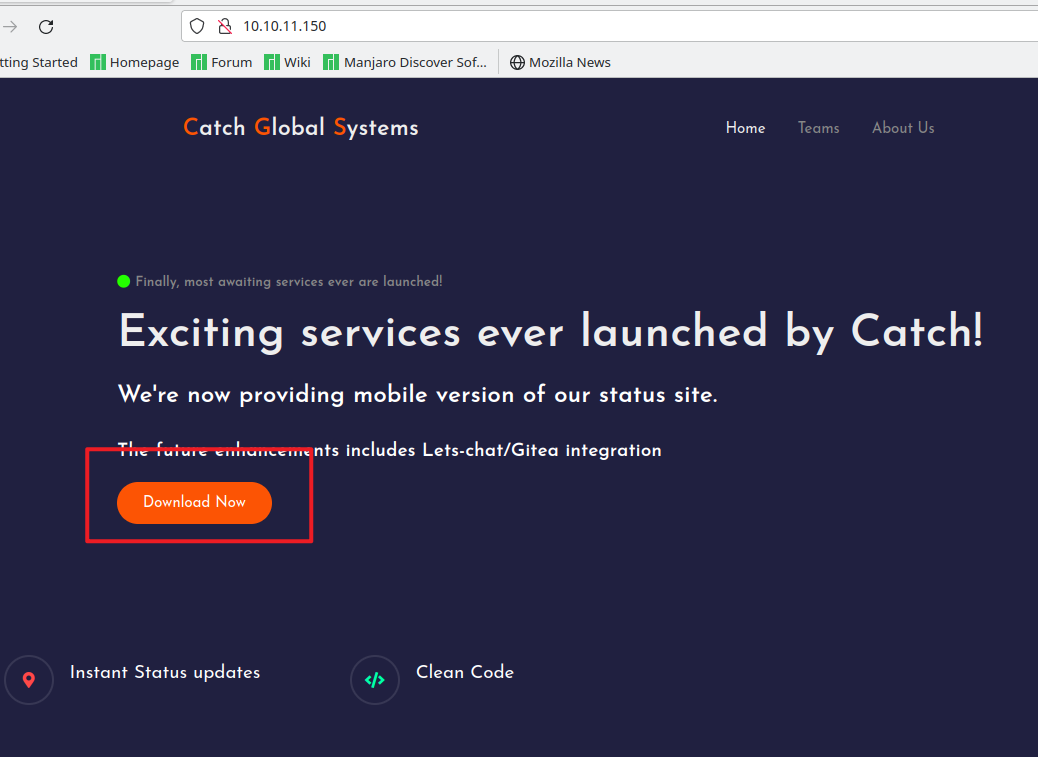 10.10.11.150
tting Started Homepage Forum Wiki Manjaro Discover Sof... Mozilla News
Catch Global Systems Home Teams About Us
Finally, most awaiting services ever are launched!
Exciting services ever launched by Catch!
We're now providing mobile version of our status site.
The future enhancements includes Lets-chat/Gitea integration
Download Now
Instant Status updates Clean Code